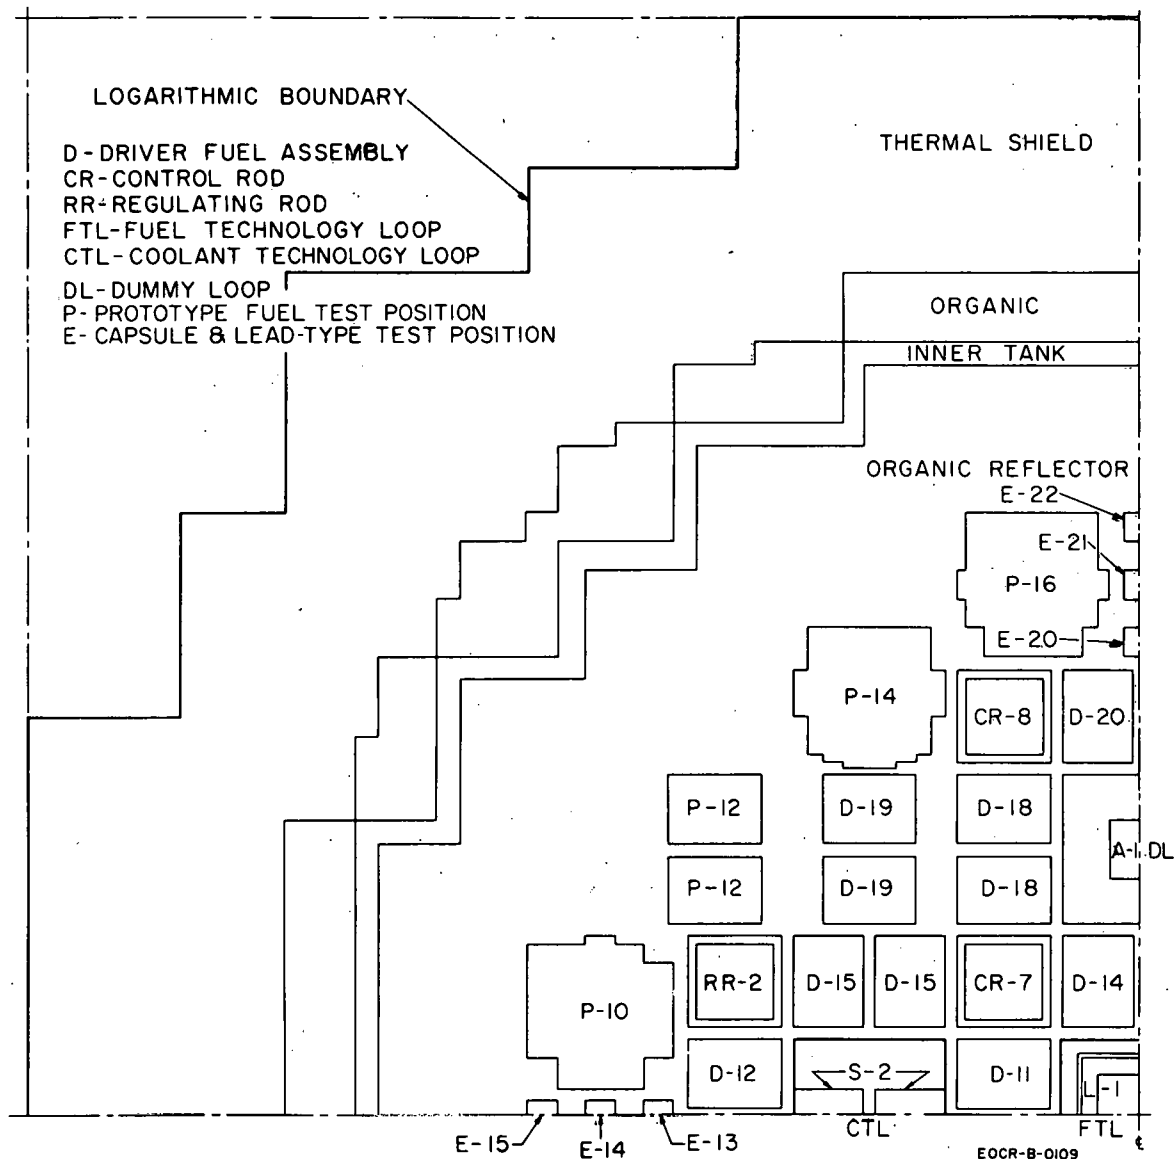 LOGARITHMIC BOUNDARY
THERMAL SHIELD
D-DRIVER FUEL ASSEMBLY
CR-CONTROL ROD
RR-REGULATING ROD
FTL-FUEL TECHNOLOGY LOOP
CTL-COOLANT TECHNOLOGY LOOP
DL-DUMMY LOOP
P-PROTOTYPE FUEL TEST POSITION
E-CAPSULE & LEAD-TYPE TEST POSITION
ORGANIC
INNER TANK
ORGANIC REFLECTOR
E-22
E-21
P-16
E-20
P-14
CR-8
D-20
P-12
D-19
D-18
A-1 DL
P-12
D-19
D-18
P-10
RR-2
D-15
D-15
CR-7
D-14
D-12
S-2
D-11
L-1
E-15
E-14
E-13
CTL
FTL
EOCR-B-0109